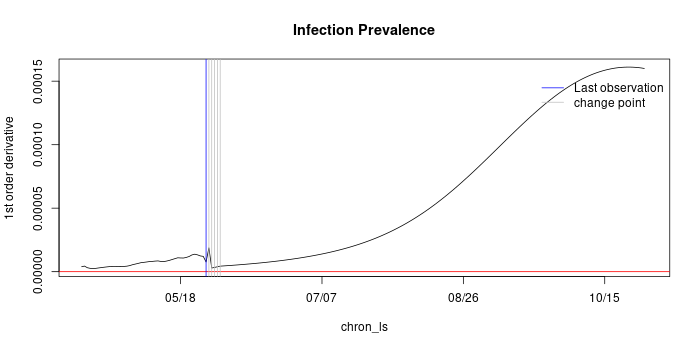 Infection Prevalence
1st order derivative
0.00015
0.00010
0.00005
0.00000
Last observation
change point
05/18 07/07 08/26 10/15
chron_ls